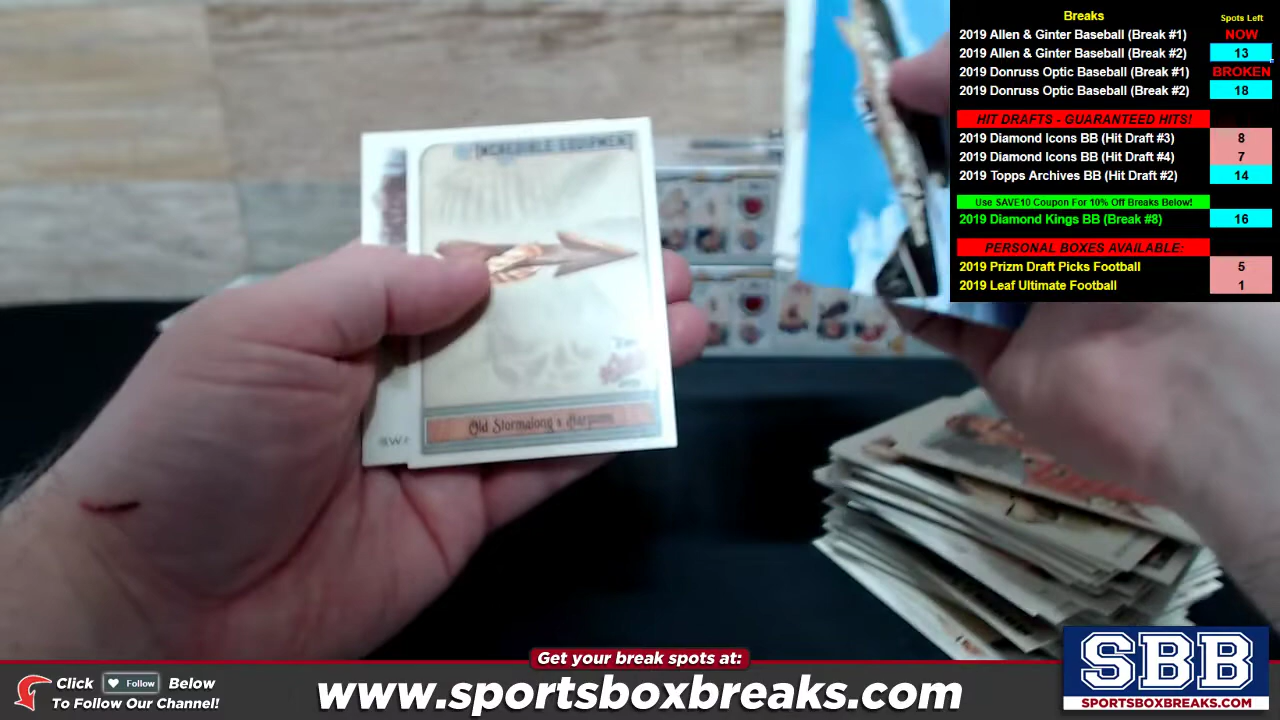 Breaks Spots Left
2019 Allen & Ginter Baseball (Break #1) NOW
2019 Allen & Ginter Baseball (Break #2) 13
2019 Donruss Optic Baseball (Break #1) BROKEN
2019 Donruss Optic Baseball (Break #2) 18
HIT DRAFTS - GUARANTEED HITS!
2019 Diamond Icons BB (Hit Draft #3) 8
2019 Diamond Icons BB (Hit Draft #4) 7
2019 Topps Archives BB (Hit Draft #2) 14
Use SAVE10 Coupon For 10% Off Breaks Below!
2019 Diamond Kings BB (Break #8) 16
PERSONAL BOXES AVAILABLE:
2019 Prizm Draft Picks Football 5
2019 Leaf Ultimate Football 1
INCREDIBLE EQUIPMENT
Old Stormalong's Harpoon
Get your break spots at:
Click Follow Below
To Follow Our Channel!
www.sportsboxbreaks.com
SBB
SPORTSBOXBREAKS.COM